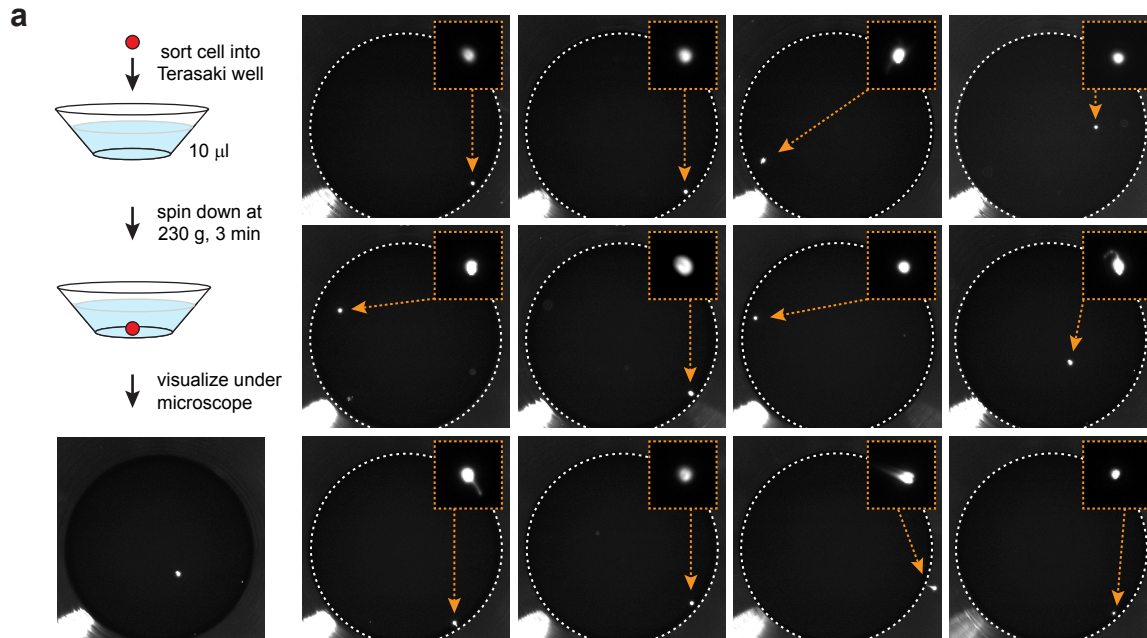 a
sort cell into
Terasaki well
10 μl
spin down at
230 g, 3 min
visualize under
microscope